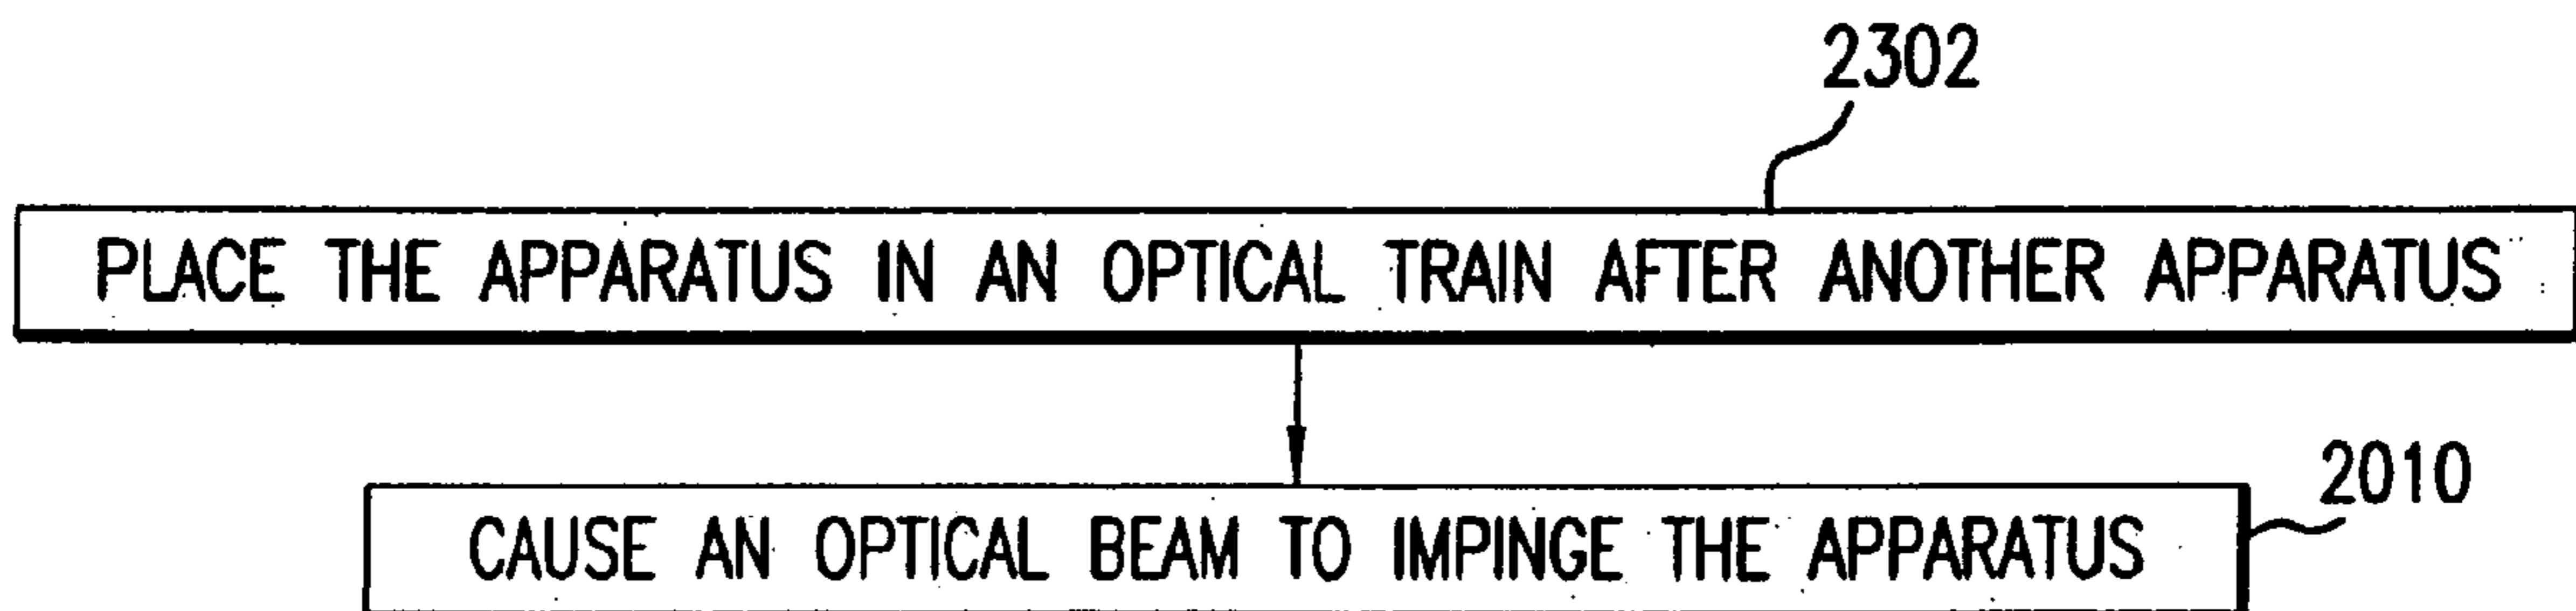 2302
PLACE THE APPARATUS IN AN OPTICAL TRAIN AFTER ANOTHER APPARATUS
2010
CAUSE AN OPTICAL BEAM TO IMPINGE THE APPARATUS